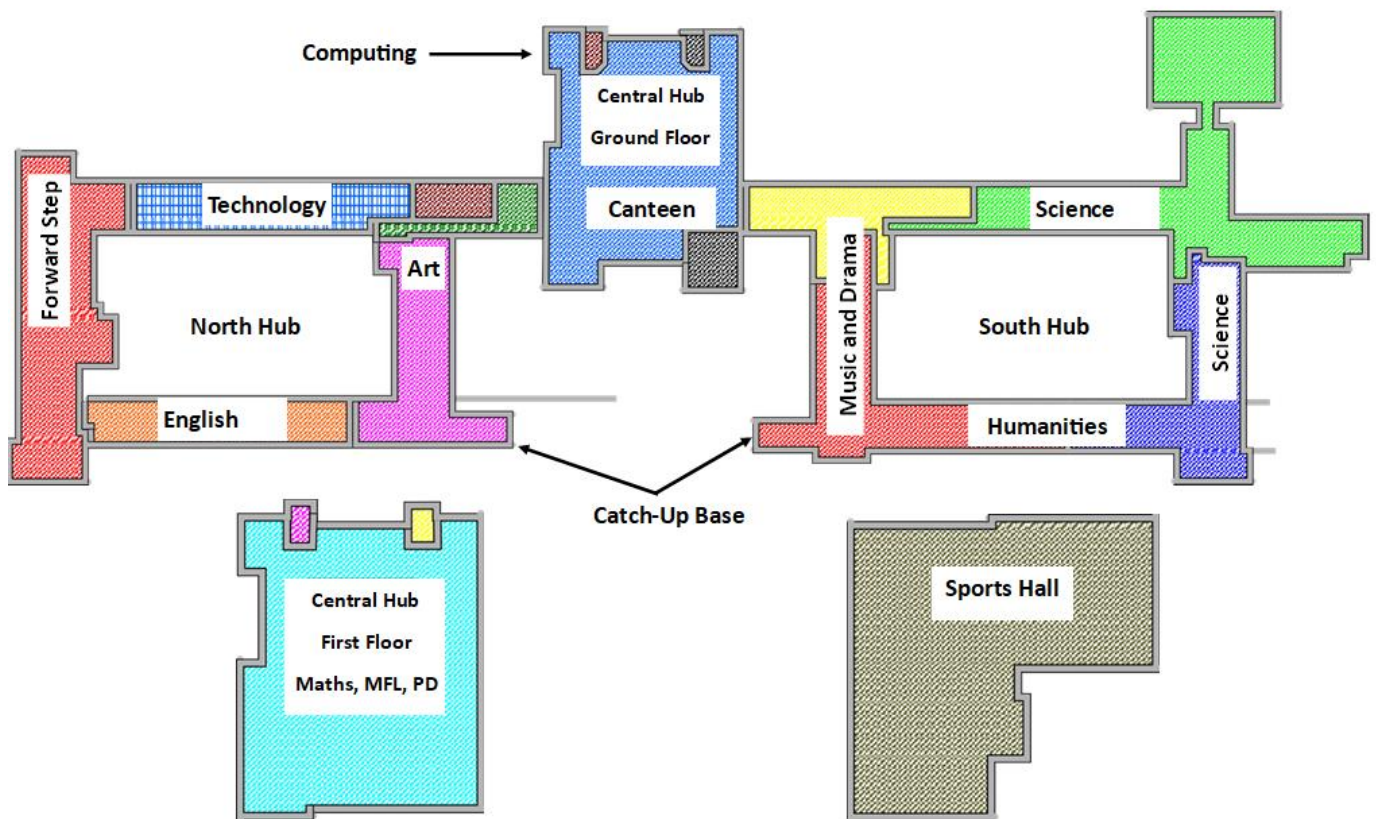 Computing
Central Hub
Ground Floor
Canteen
Forward Step
Technology
Art
North Hub
English
Music and Drama
Science
South Hub
Science
Humanities
Catch-Up Base
Central Hub
First Floor
Maths, MFL, PD
Sports Hall